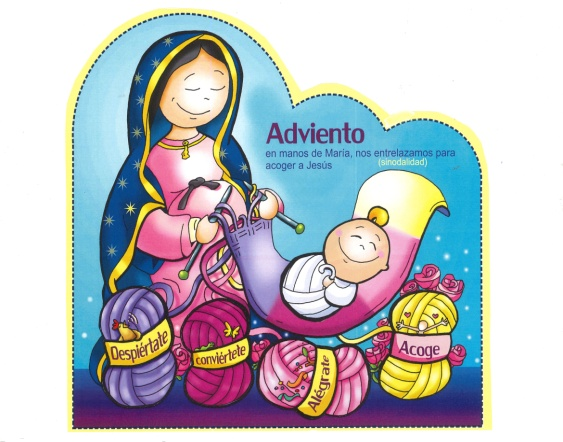 Adviento
en manos de María, nos entrelazamos para
(sinodalidad)
acoger a Jesús
Despiértate
conviértete
Alégrate
Acoge